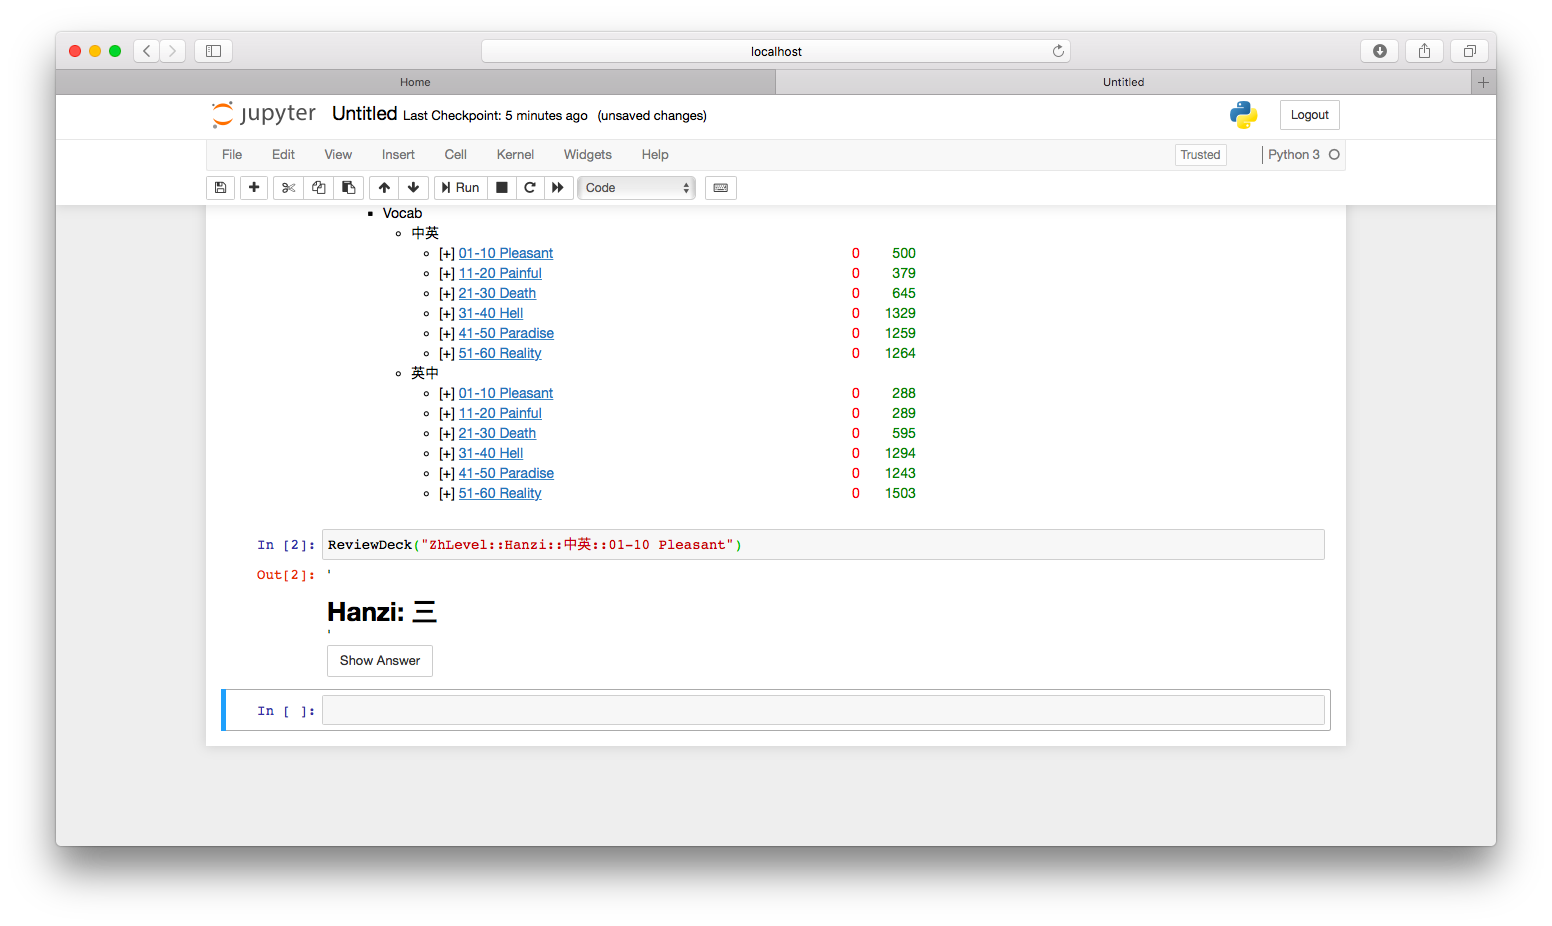 localhost
Home
Untitled
jupyter Untitled Last Checkpoint: 5 minutes ago (unsaved changes)
Logout
File Edit View Insert Cell Kernel Widgets Help
Trusted
Python 3
Run
Code
Vocab
中英
[+] 01-10 Pleasant 0 500
[+] 11-20 Painful 0 379
[+] 21-30 Death 0 645
[+] 31-40 Hell 0 1329
[+] 41-50 Paradise 0 1259
[+] 51-60 Reality 0 1264
英中
[+] 01-10 Pleasant 0 288
[+] 11-20 Painful 0 289
[+] 21-30 Death 0 595
[+] 31-40 Hell 0 1294
[+] 41-50 Paradise 0 1243
[+] 51-60 Reality 0 1503
In [2]: ReviewDeck("ZhLevel::Hanzi::中英::01-10 Pleasant")
Out[2]: '
Hanzi: 三
'
Show Answer
In [ ]: